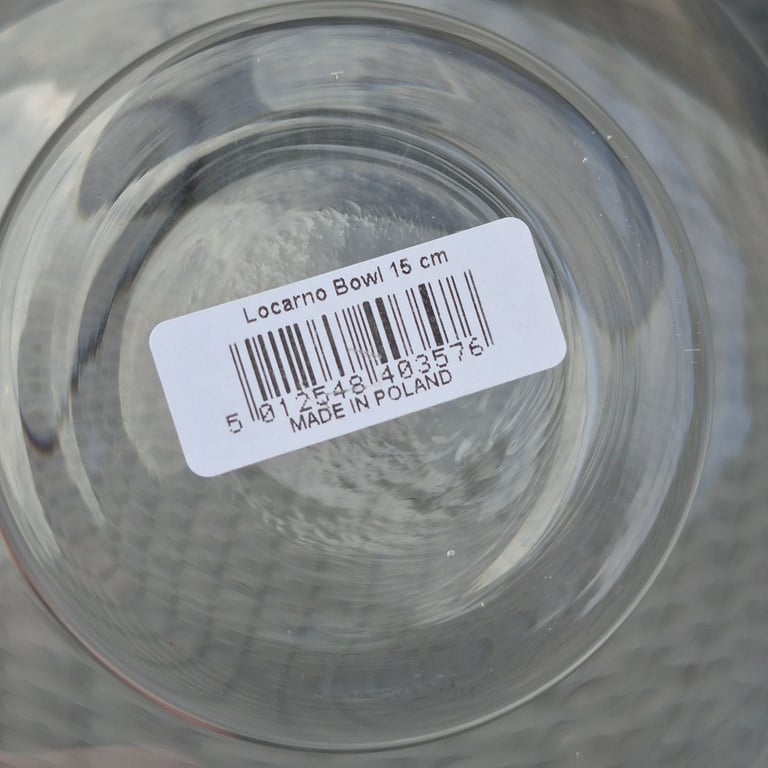 Locarno Bowl 15 cm
5 012548 403576
MADE IN POLAND